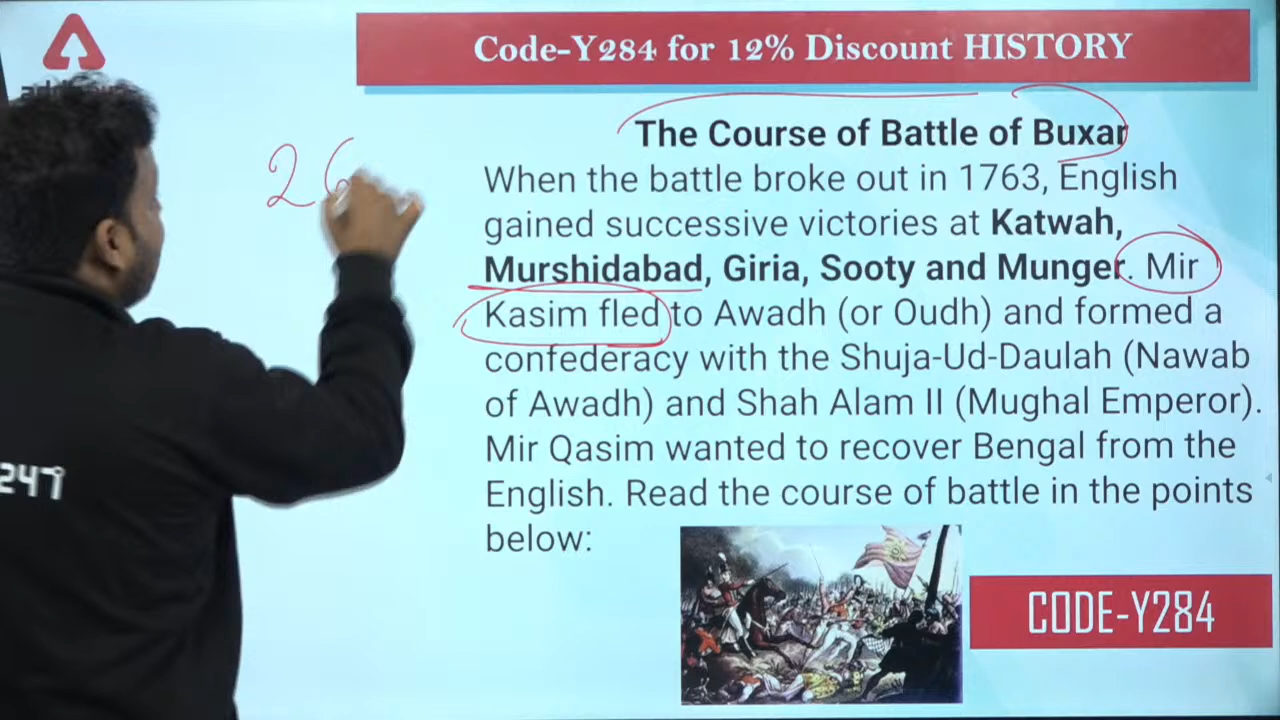 Code-Y284 for 12% Discount HISTORY
The Course of Battle of Buxar
26
When the battle broke out in 1763, English
gained successive victories at Katwah,
Murshidabad, Giria, Sooty and Munger. Mir
Kasim fled to Awadh (or Oudh) and formed a
confederacy with the Shuja-Ud-Daulah (Nawab
of Awadh) and Shah Alam II (Mughal Emperor).
Mir Qasim wanted to recover Bengal from the
English. Read the course of battle in the points
below:
247
CODE-Y284